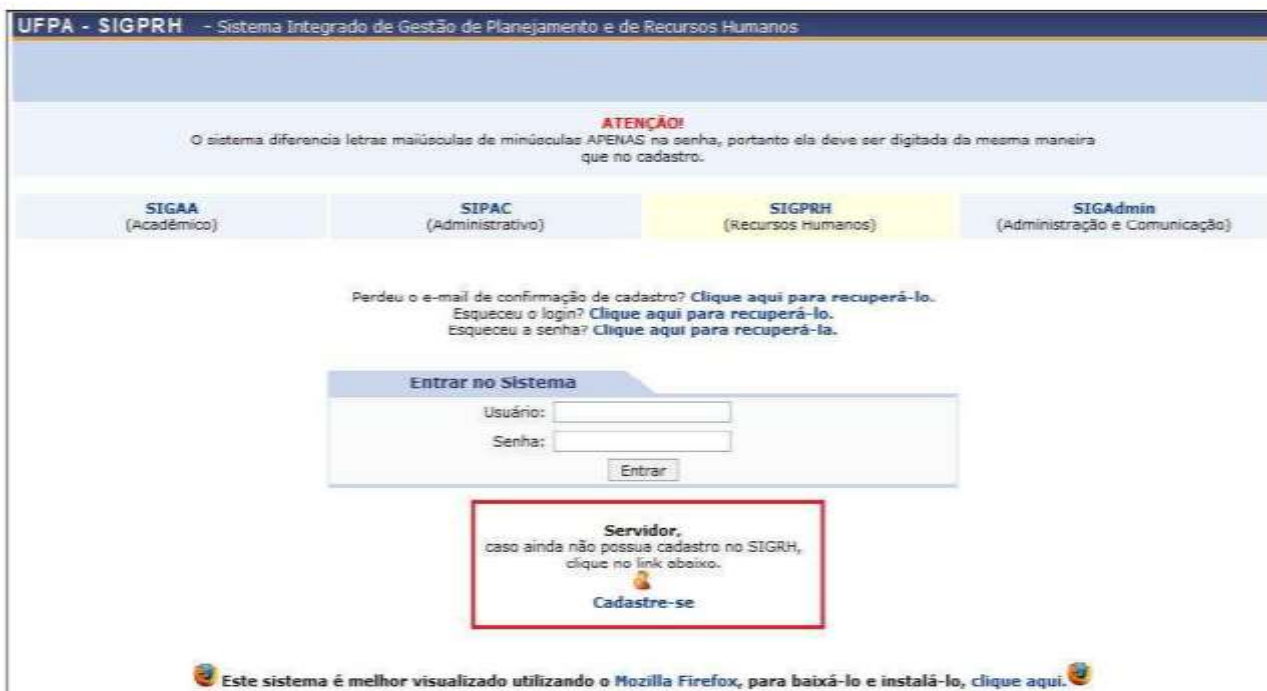 UFPA - SIGPRH - Sistema Integrado de Gestão de Planejamento e de Recursos Humanos
ATENÇÃO!
O sistema diferencia letras maiúsculas de minúsculas APENAS na senha, portanto ela deve ser digitada da mesma maneira
que no cadastro.
SIGAA
(Acadêmico)
SIPAC
(Administrativo)
SIGPRH
(Recursos Humanos)
SIGAdmin
(Administração e Comunicação)
Perdeu o e-mail de confirmação de cadastro? Clique aqui para recuperá-lo.
Esqueceu o login? Clique aqui para recuperá-lo.
Esqueceu a senha? Clique aqui para recuperá-la.
Entrar no Sistema
Usuário:
Senha:
Entrar
Servidor,
caso ainda não possua cadastro no SIGRH,
clique no link abaixo.
Cadastre-se
Este sistema é melhor visualizado utilizando o Mozilla Firefox, para baixá-lo e instalá-lo, clique aqui.